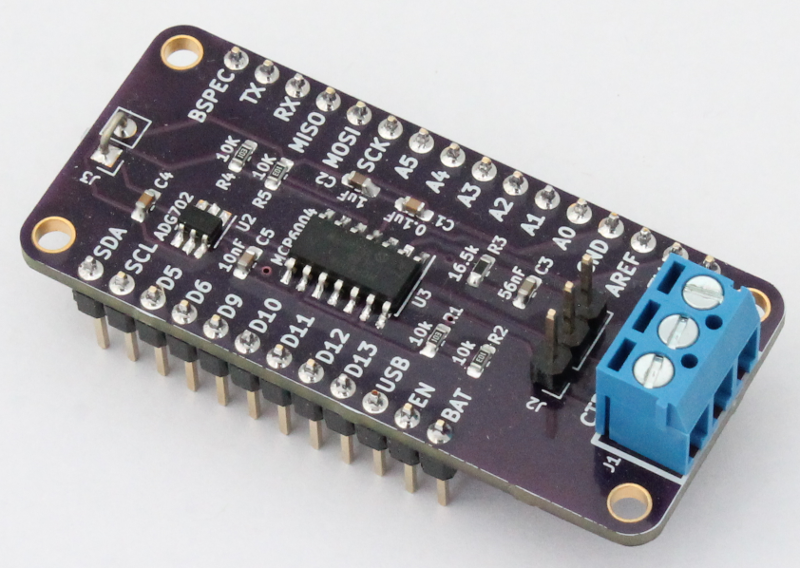 BSPEC
TX
RX
MISO
MOSI
SCK
A5
A4
A3
A2
A1
A0
AREF
10K
R4
10K
R5
C2
1uF
C1
0.1uF
C4
ADG702
U2
10nF
C5
MCP6004
U3
16.5k
R3
56nF
C3
10k
R1
10k
R2
SDA
SCL
D5
D6
D9
D10
D11
D12
D13
USB
EN
BAT
J2
J1